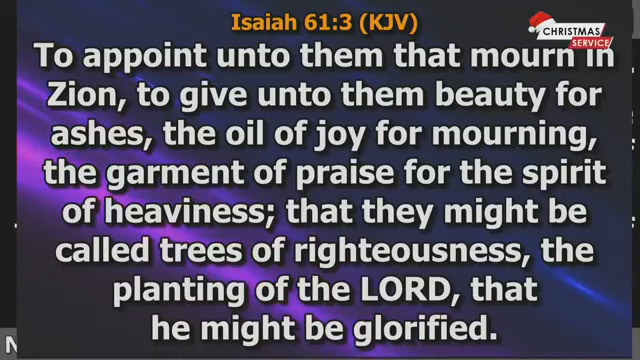 Isaiah 61:3 (KJV)
CHRISTMAS
SERVICE
To appoint unto them that mourn in
Zion, to give unto them beauty for
ashes, the oil of joy for mourning,
the garment of praise for the spirit
of heaviness; that they might be
called trees of righteousness, the
planting of the LORD, that
he might be glorified.